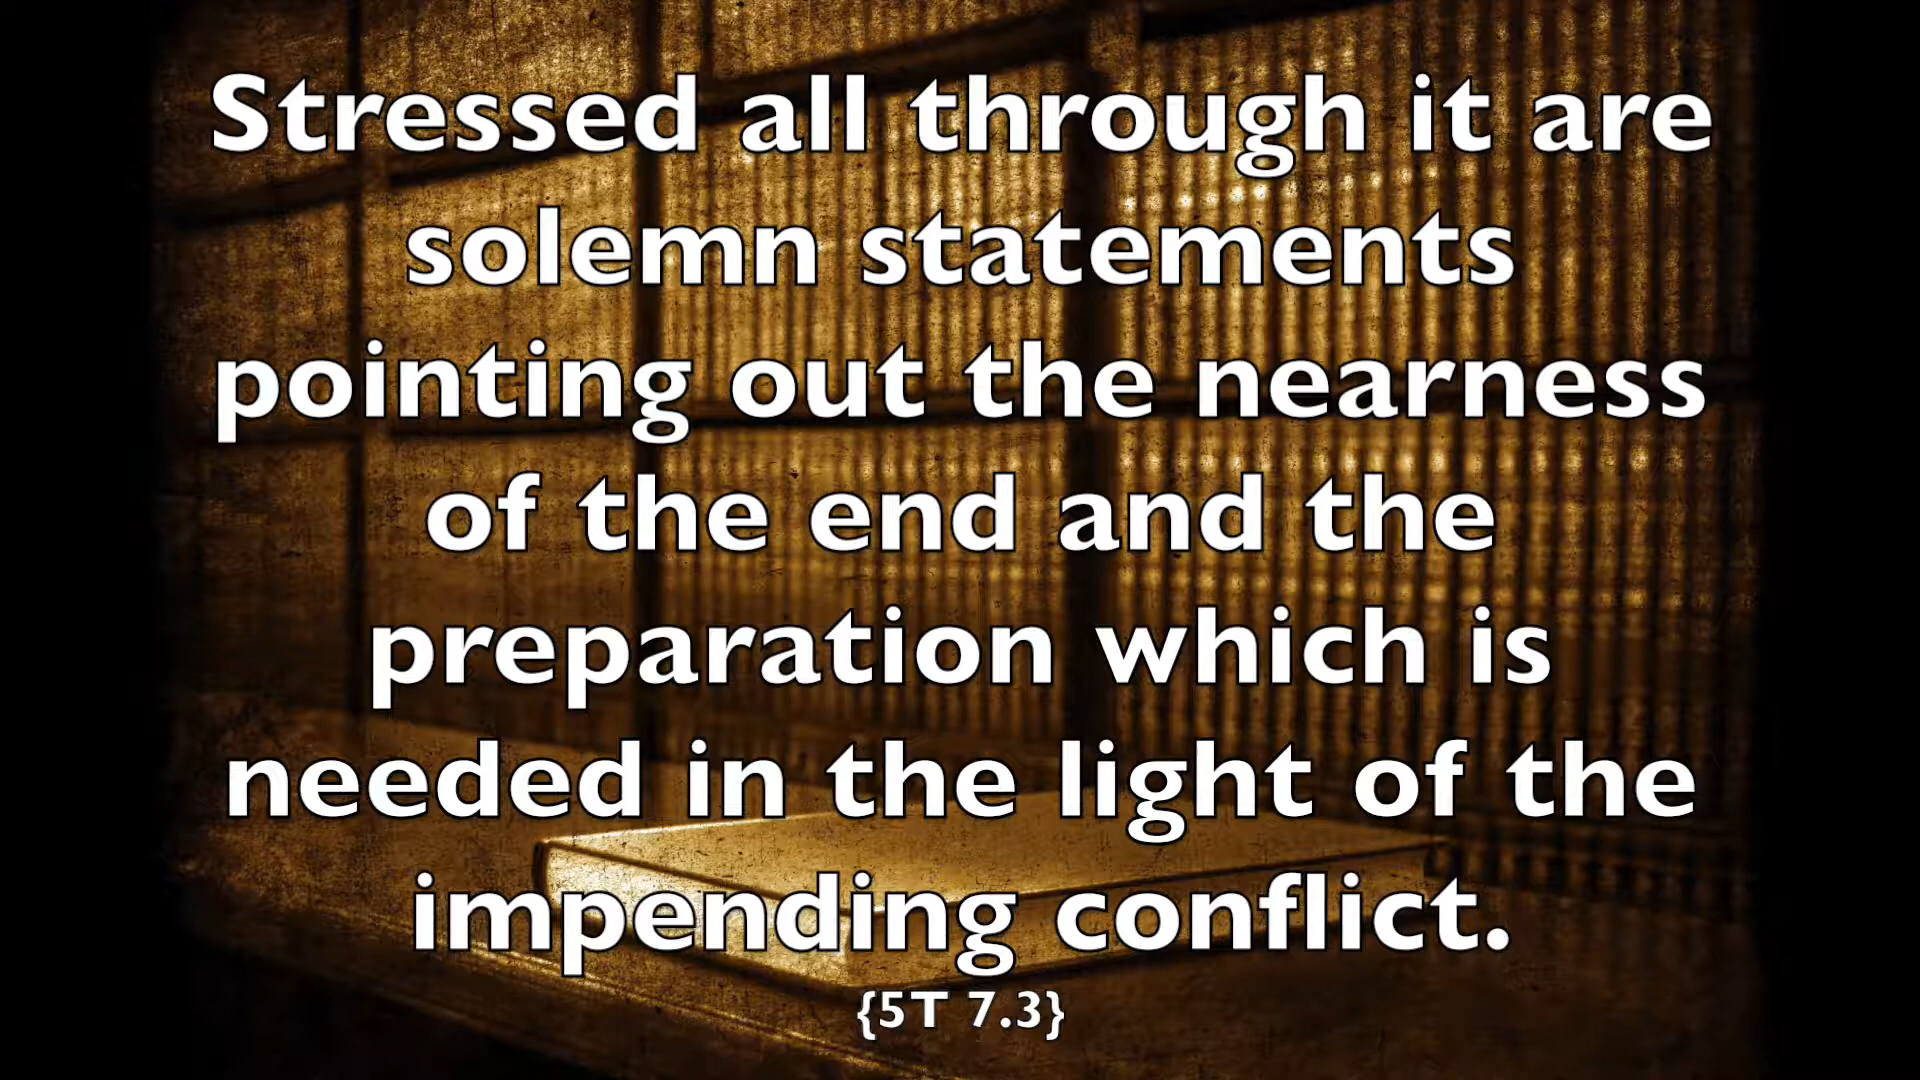 Stressed all through it are
solemn statements
pointing out the nearness
of the end and the
preparation which is
needed in the light of the
impending conflict.
{5T 7.3}